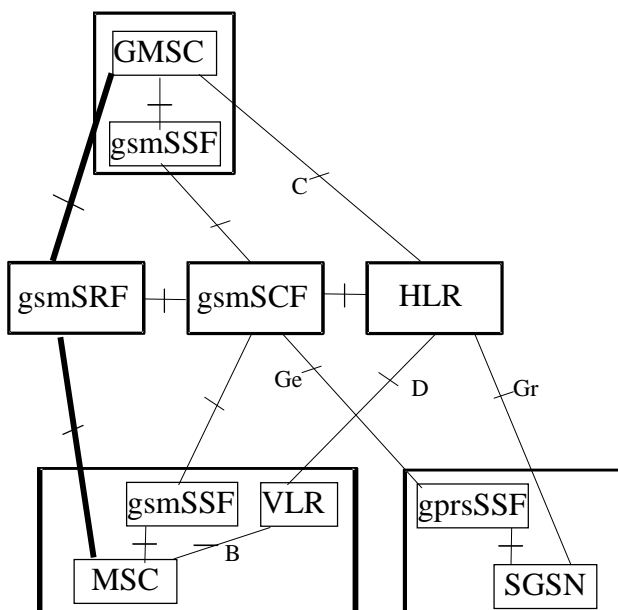 GMSC
gsmSSF
C
gsmSRF
gsmSCF
HLR
Ge
D
Gr
gsmSSF
VLR
gprsSSF
B
MSC
SGSN